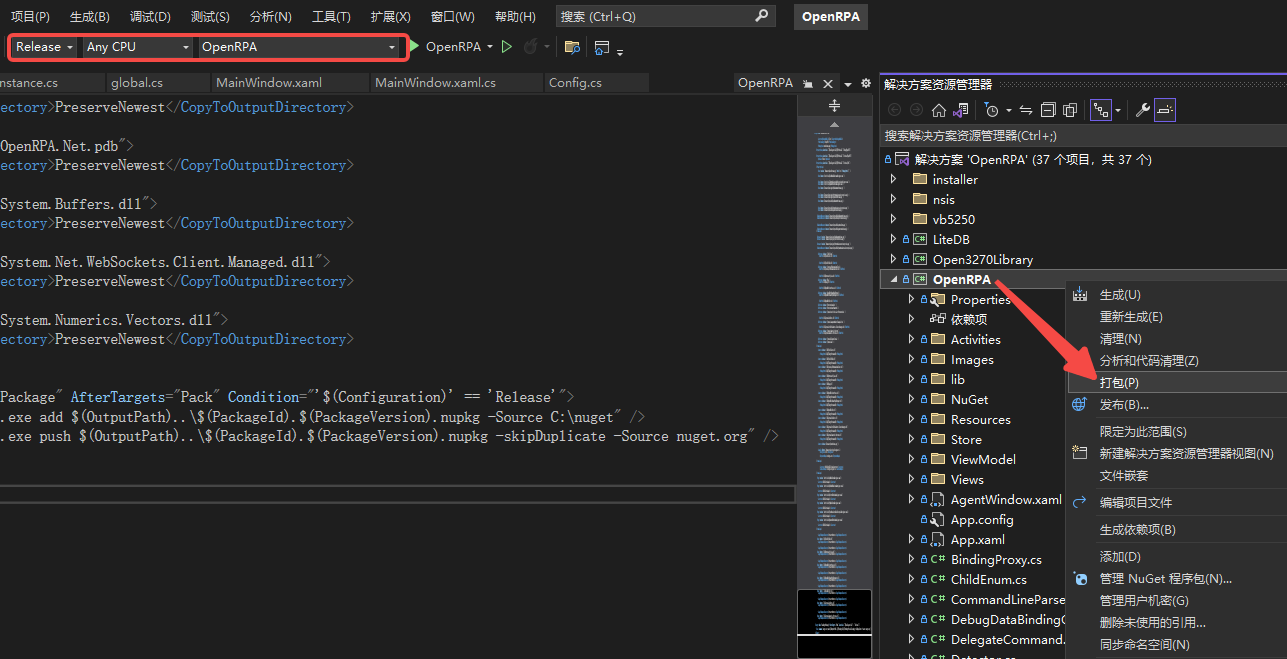 项目(P) 生成(B) 调试(D) 测试(S) 分析(N) 工具(T) 扩展(X) 窗口(W) 帮助(H) 搜索 (Ctrl+Q) OpenRPA
Release Any CPU OpenRPA OpenRPA
nstance.cs global.cs MainWindow.xaml MainWindow.xaml.cs Config.cs OpenRPA
ectory>PreserveNewest</CopyToOutputDirectory>
OpenRPA.Net.pdb">
ectory>PreserveNewest</CopyToOutputDirectory>
System.Buffers.dll">
ectory>PreserveNewest</CopyToOutputDirectory>
System.Net.WebSockets.Client.Managed.dll">
ectory>PreserveNewest</CopyToOutputDirectory>
System.Numerics.Vectors.dll">
ectory>PreserveNewest</CopyToOutputDirectory>
Package" AfterTargets="Pack" Condition="'$(Configuration)' == 'Release'">
.exe add $(OutputPath)..\$(PackageId).$(PackageVersion).nupkg -Source C:\nuget" />
.exe push $(OutputPath)..\$(PackageId).$(PackageVersion).nupkg -skipDuplicate -Source nuget.org" />
解决方案资源管理器
搜索解决方案资源管理器(Ctrl+;)
解决方案 'OpenRPA' (37 个项目，共 37 个)
installer
nsis
vb5250
LiteDB
Open3270Library
OpenRPA
Properties
依赖项
Activities
Images
lib
NuGet
Resources
Store
ViewModel
Views
AgentWindow.xaml
App.config
App.xaml
BindingProxy.cs
ChildEnum.cs
CommandLineParse
DebugDataBindingC
DelegateCommand.
Detector.cs
生成(U)
重新生成(E)
清理(N)
分析和代码清理(Z)
打包(P)
发布(B)...
限定为此范围(S)
新建解决方案资源管理器视图(N)
文件嵌套
编辑项目文件
生成依赖项(B)
添加(D)
管理 NuGet 程序包(N)...
管理用户机密(G)
删除未使用的引用...
同步命名空间(N)